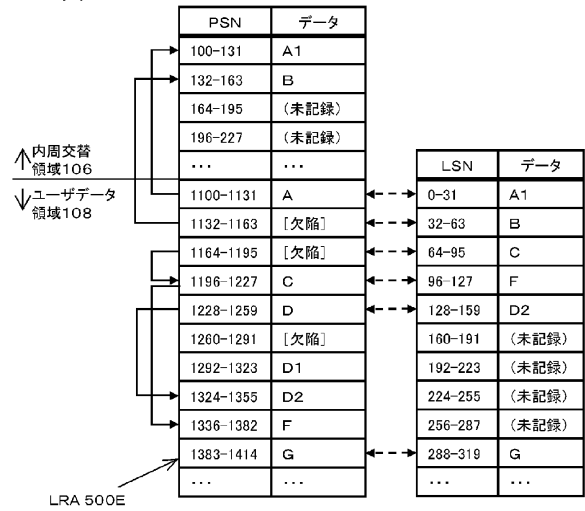 PSN データ
100-131 A1
132-163 B
164-195 (未記録)
196-227 (未記録)
... ...
内周交替
領域106
ユーザデータ
領域108
1100-1131 A
1132-1163 [欠陥]
1164-1195 [欠陥]
1196-1227 C
1228-1259 D
1260-1291 [欠陥]
1292-1323 D1
1324-1355 D2
1336-1382 F
1383-1414 G
... ...
LSN データ
0-31 A1
32-63 B
64-95 C
96-127 F
128-159 D2
160-191 (未記録)
192-223 (未記録)
224-255 (未記録)
256-287 (未記録)
288-319 G
... ...
LRA 500E